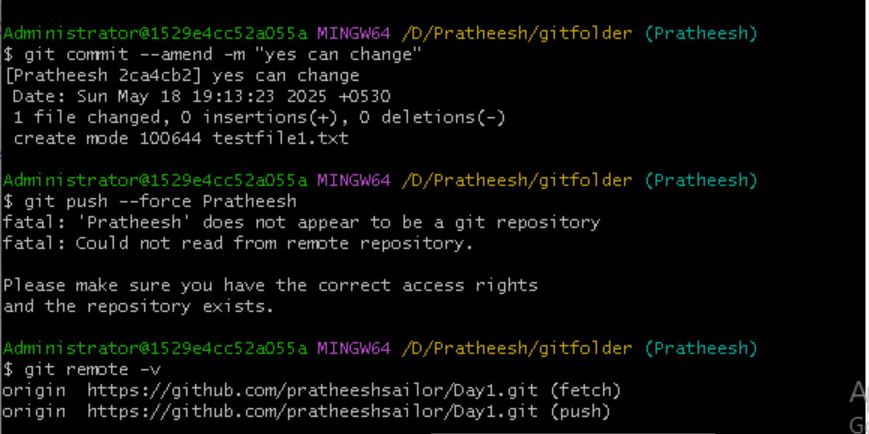 Administrator@1529e4cc52a055a MINGW64 /D/Pratheesh/gitfolder (Pratheesh)
$ git commit --amend -m "yes can change"
[Pratheesh 2ca4cb2] yes can change
 Date: Sun May 18 19:13:23 2025 +0530
 1 file changed, 0 insertions(+), 0 deletions(-)
 create mode 100644 testfile1.txt
Administrator@1529e4cc52a055a MINGW64 /D/Pratheesh/gitfolder (Pratheesh)
$ git push --force Pratheesh
fatal: 'Pratheesh' does not appear to be a git repository
fatal: Could not read from remote repository.
Please make sure you have the correct access rights
and the repository exists.
Administrator@1529e4cc52a055a MINGW64 /D/Pratheesh/gitfolder (Pratheesh)
$ git remote -v
origin  https://github.com/pratheeshsailor/Day1.git (fetch)
origin  https://github.com/pratheeshsailor/Day1.git (push)